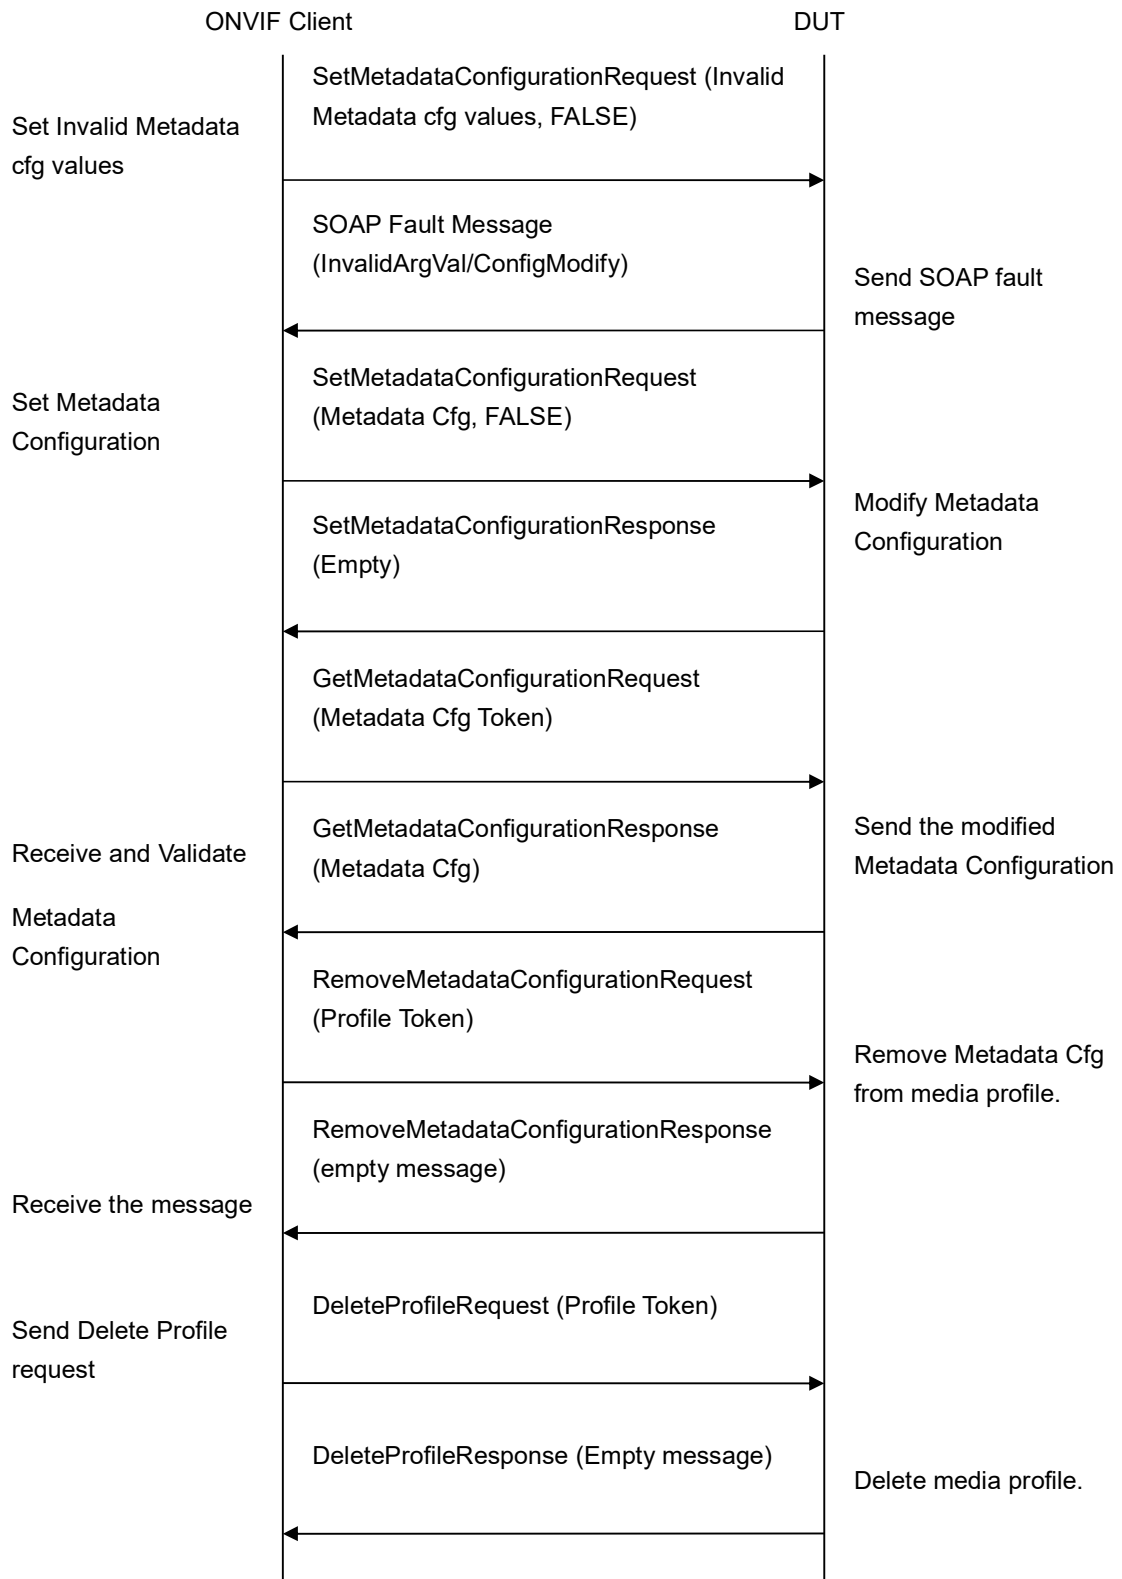 ONVIF Client
DUT
SetMetadataConfigurationRequest (Invalid
Metadata cfg values, FALSE)
Set Invalid Metadata
cfg values
SOAP Fault Message
(InvalidArgVal/ConfigModify)
Send SOAP fault
message
SetMetadataConfigurationRequest
(Metadata Cfg, FALSE)
Set Metadata
Configuration
Modify Metadata
Configuration
SetMetadataConfigurationResponse
(Empty)
GetMetadataConfigurationRequest
(Metadata Cfg Token)
GetMetadataConfigurationResponse
(Metadata Cfg)
Send the modified
Metadata Configuration
Receive and Validate
Metadata
Configuration
RemoveMetadataConfigurationRequest
(Profile Token)
Remove Metadata Cfg
from media profile.
RemoveMetadataConfigurationResponse
(empty message)
Receive the message
DeleteProfileRequest (Profile Token)
Send Delete Profile
request
DeleteProfileResponse (Empty message)
Delete media profile.